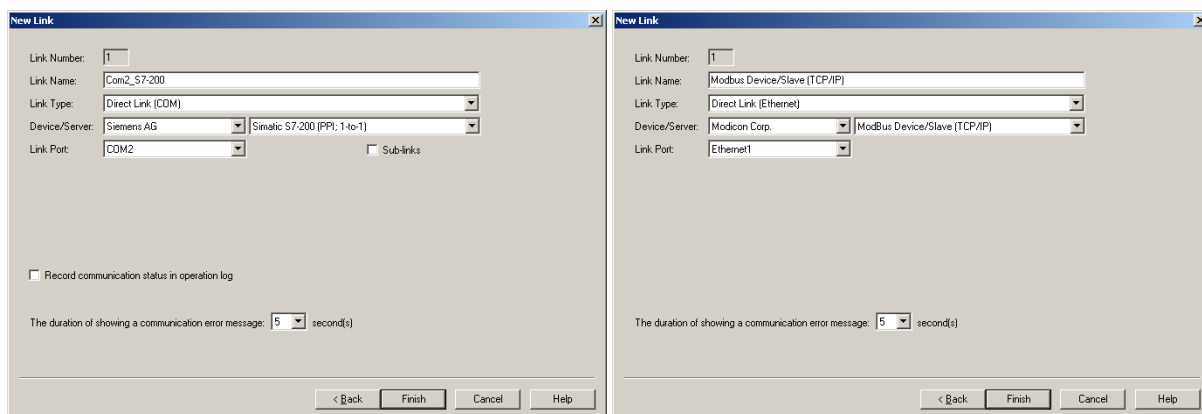 New Link
Link Number: 1
Link Name: Com2_S7-200
Link Type: Direct Link (COM)
Device/Server: Siemens AG Simatic S7-200 (PPI; 1-to-1)
Link Port: COM2 Sub-links
Record communication status in operation log
The duration of showing a communication error message: 5 second(s)
< Back Finish Cancel Help
New Link
Link Number: 1
Link Name: Modbus Device/Slave (TCP/IP)
Link Type: Direct Link (Ethernet)
Device/Server: Modicon Corp. ModBus Device/Slave (TCP/IP)
Link Port: Ethernet1
The duration of showing a communication error message: 5 second(s)
< Back Finish Cancel Help